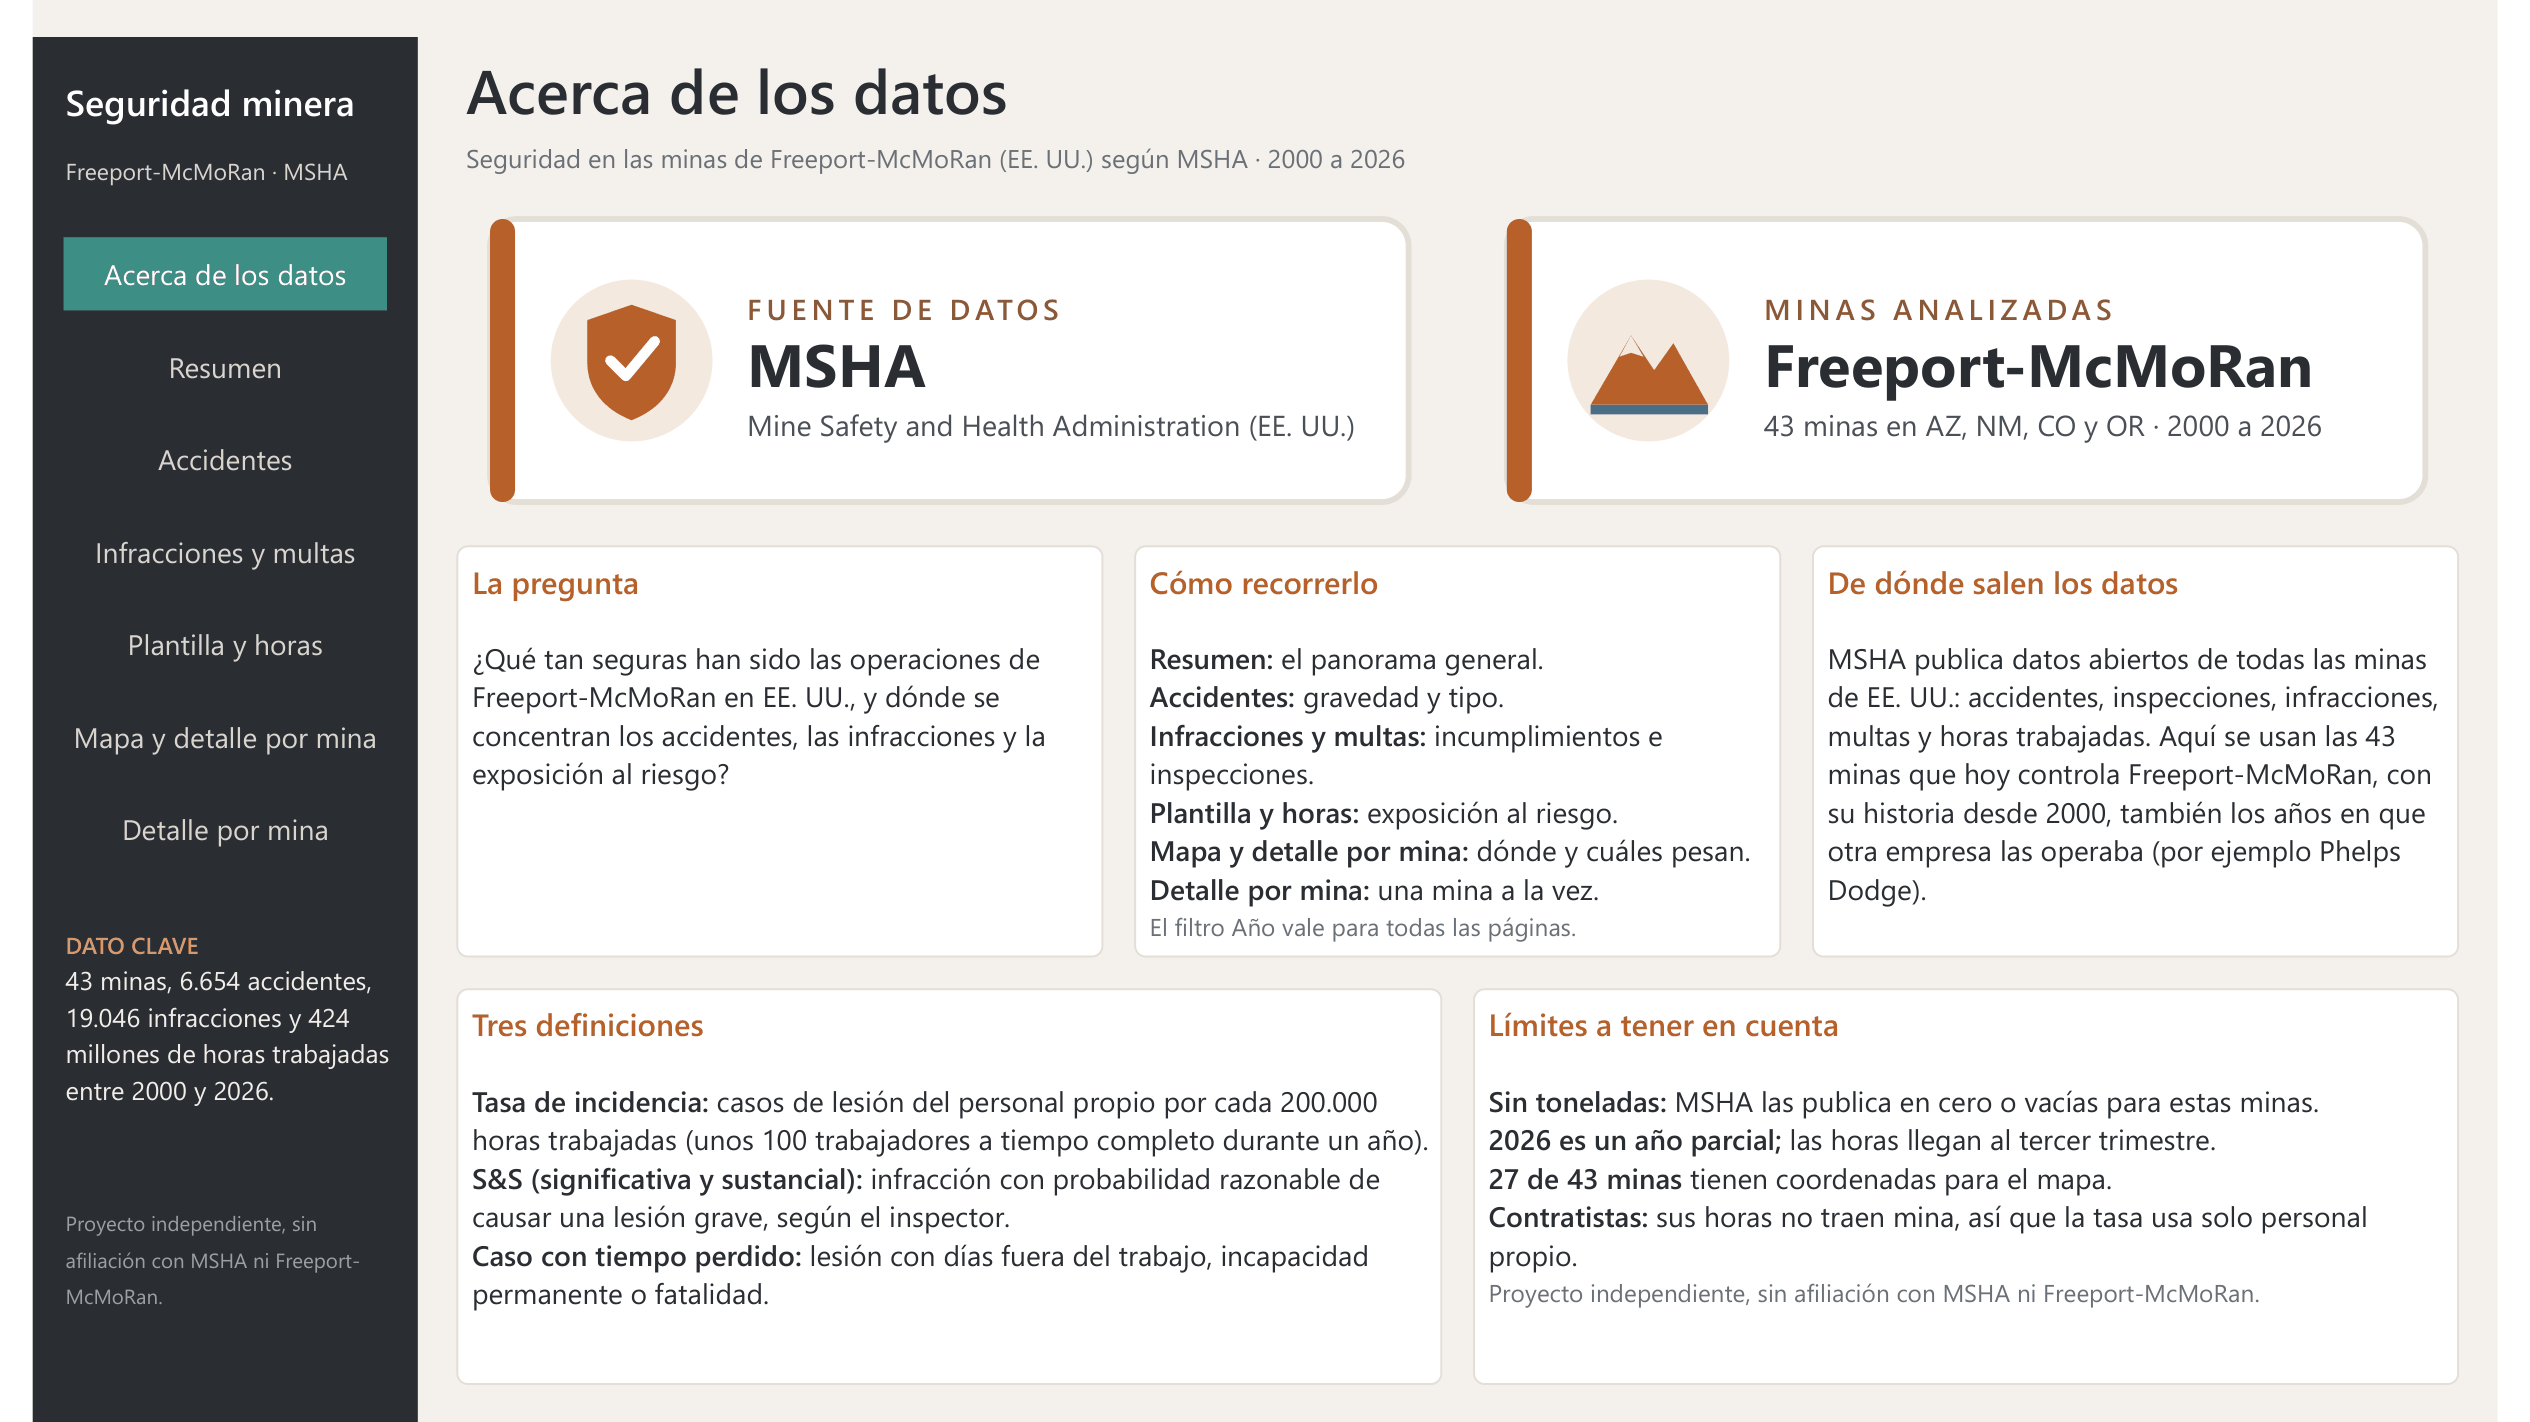 Seguridad minera
Freeport-McMoRan · MSHA
Acerca de los datos
Resumen
Accidentes
Infracciones y multas
Plantilla y horas
Mapa y detalle por mina
Detalle por mina
DATO CLAVE
43 minas, 6.654 accidentes,
19.046 infracciones y 424
millones de horas trabajadas
entre 2000 y 2026.
Proyecto independiente, sin
afiliación con MSHA ni Freeport-
McMoRan.
Acerca de los datos
Seguridad en las minas de Freeport-McMoRan (EE. UU.) según MSHA · 2000 a 2026
FUENTE DE DATOS
MSHA
Mine Safety and Health Administration (EE. UU.)
MINAS ANALIZADAS
Freeport-McMoRan
43 minas en AZ, NM, CO y OR · 2000 a 2026
La pregunta
¿Qué tan seguras han sido las operaciones de
Freeport-McMoRan en EE. UU., y dónde se
concentran los accidentes, las infracciones y la
exposición al riesgo?
Cómo recorrerlo
Resumen: el panorama general.
Accidentes: gravedad y tipo.
Infracciones y multas: incumplimientos e
inspecciones.
Plantilla y horas: exposición al riesgo.
Mapa y detalle por mina: dónde y cuáles pesan.
Detalle por mina: una mina a la vez.
El filtro Año vale para todas las páginas.
De dónde salen los datos
MSHA publica datos abiertos de todas las minas
de EE. UU.: accidentes, inspecciones, infracciones,
multas y horas trabajadas. Aquí se usan las 43
minas que hoy controla Freeport-McMoRan, con
su historia desde 2000, también los años en que
otra empresa las operaba (por ejemplo Phelps
Dodge).
Tres definiciones
Tasa de incidencia: casos de lesión del personal propio por cada 200.000
horas trabajadas (unos 100 trabajadores a tiempo completo durante un año).
S&S (significativa y sustancial): infracción con probabilidad razonable de
causar una lesión grave, según el inspector.
Caso con tiempo perdido: lesión con días fuera del trabajo, incapacidad
permanente o fatalidad.
Límites a tener en cuenta
Sin toneladas: MSHA las publica en cero o vacías para estas minas.
2026 es un año parcial; las horas llegan al tercer trimestre.
27 de 43 minas tienen coordenadas para el mapa.
Contratistas: sus horas no traen mina, así que la tasa usa solo personal
propio.
Proyecto independiente, sin afiliación con MSHA ni Freeport-McMoRan.